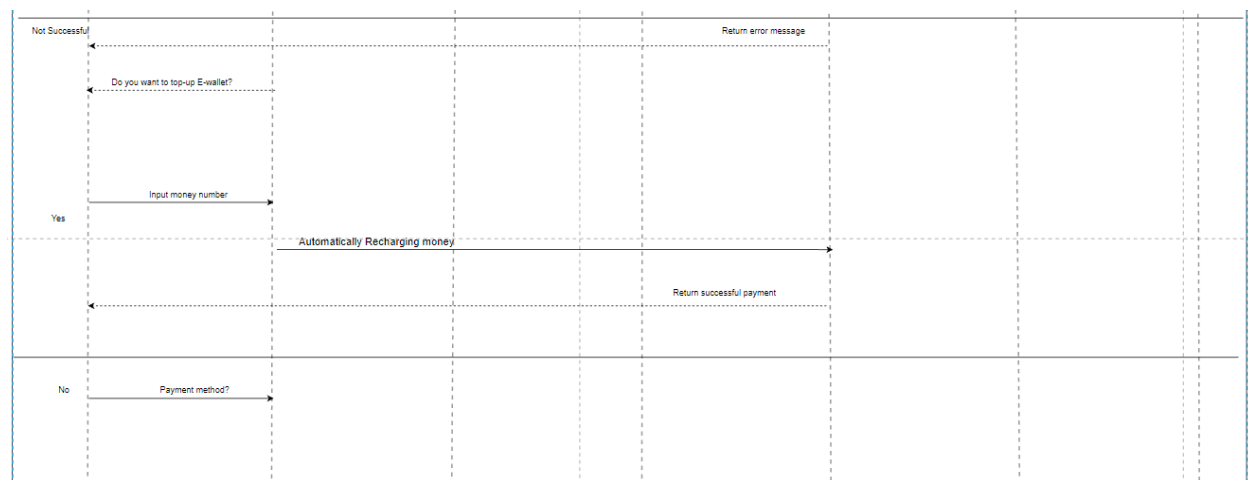 Not Successful
Return error message
Do you want to top-up E-wallet?
Input money number
Yes
Automatically Recharging money
Return successful payment
No
Payment method?